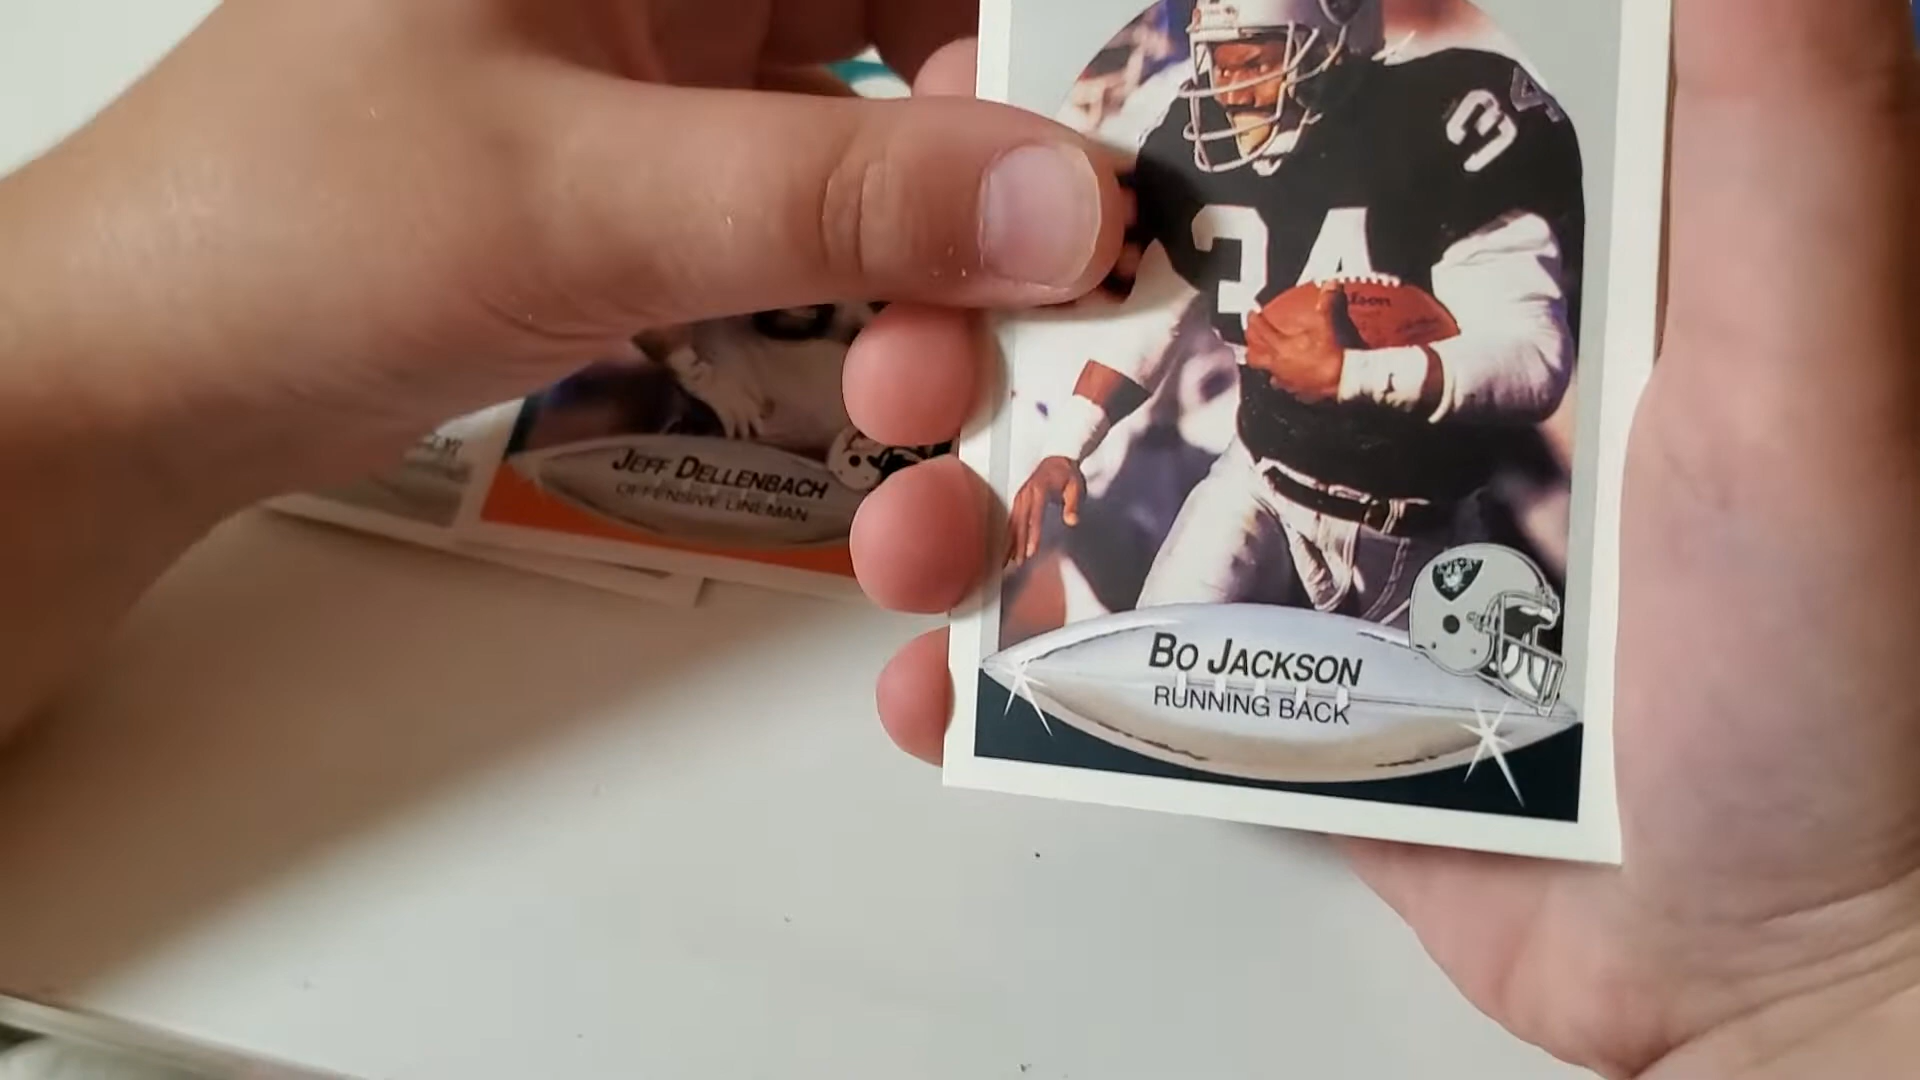 34
34
BO JACKSON
RUNNING BACK
JEFF DELLENBACH
OFFENSIVE LINEMAN